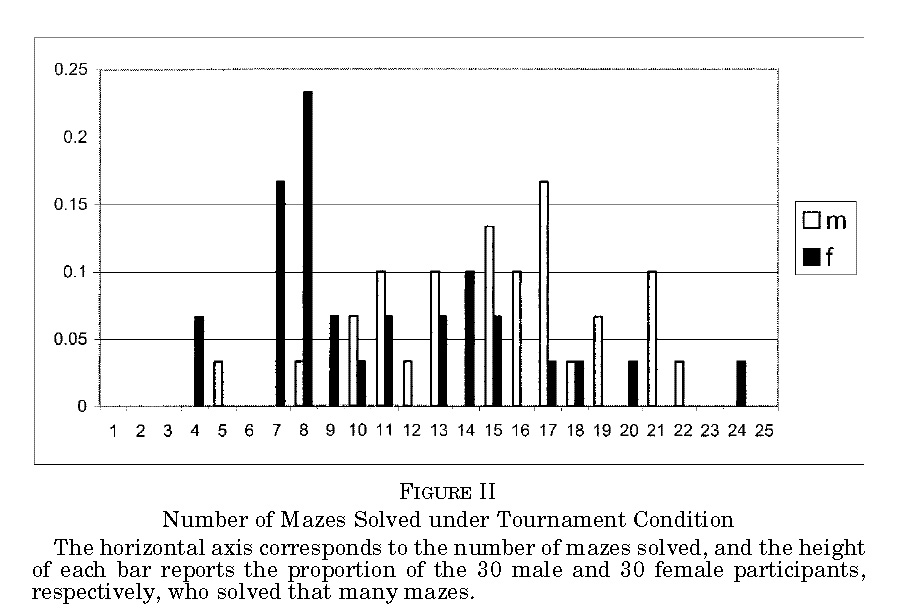 0.25
0.2
0.15
0.1
0.05
0
1 2 3 4 5 6 7 8 9 10 11 12 13 14 15 16 17 18 19 20 21 22 23 24 25
m
f
FIGURE II
Number of Mazes Solved under Tournament Condition
The horizontal axis corresponds to the number of mazes solved, and the height
of each bar reports the proportion of the 30 male and 30 female participants,
respectively, who solved that many mazes.